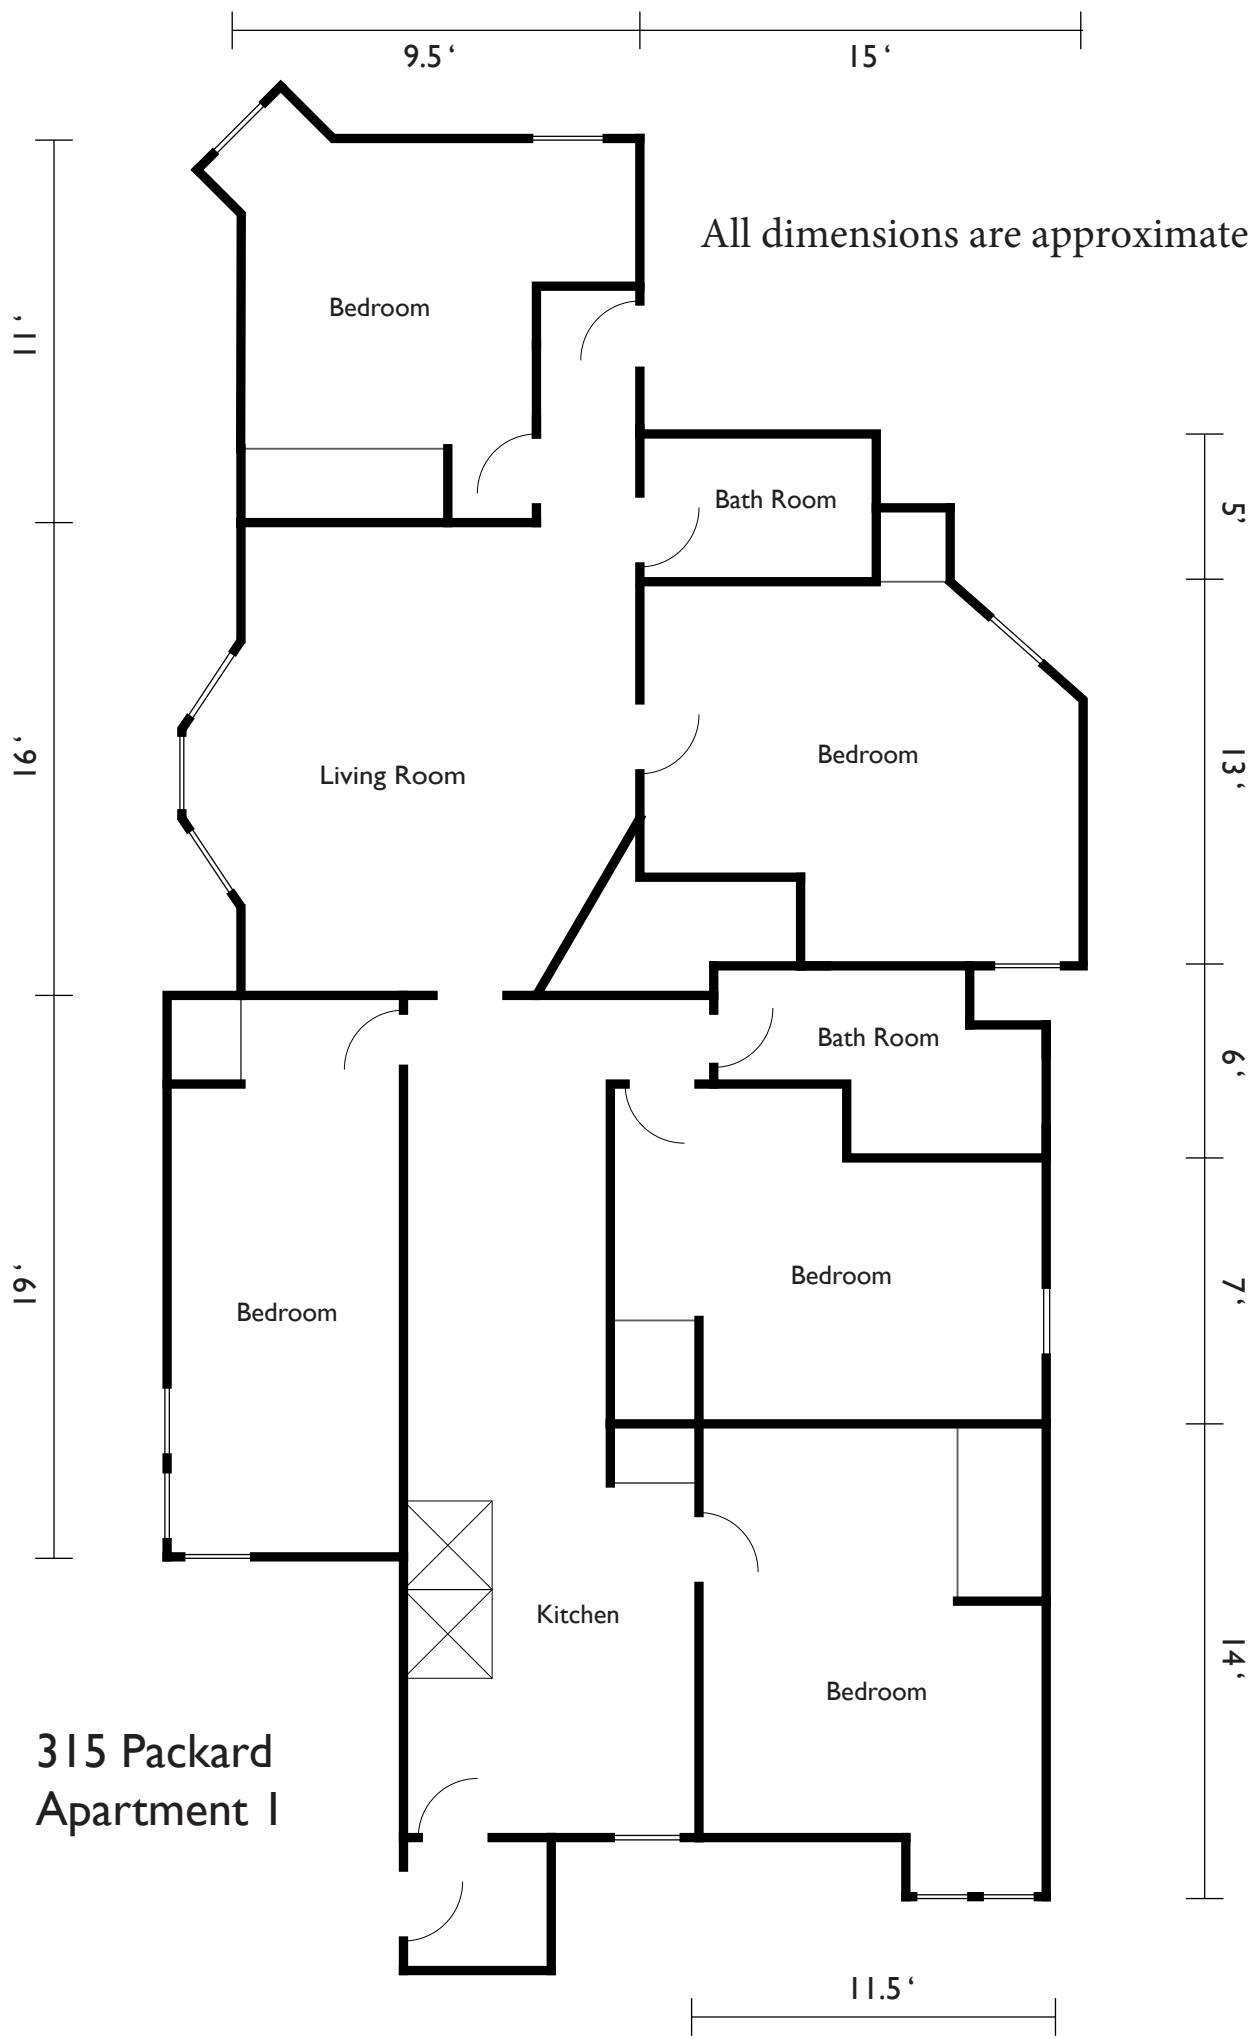 9.5‘
15‘
All dimensions are approximate
Bedroom
11‘
Bath Room
5'
Bedroom
13‘
Living Room
16‘
Bath Room
6‘
Bedroom
7‘
Bedroom
19‘
Kitchen
Bedroom
14‘
315 Packard
Apartment 1
11.5‘